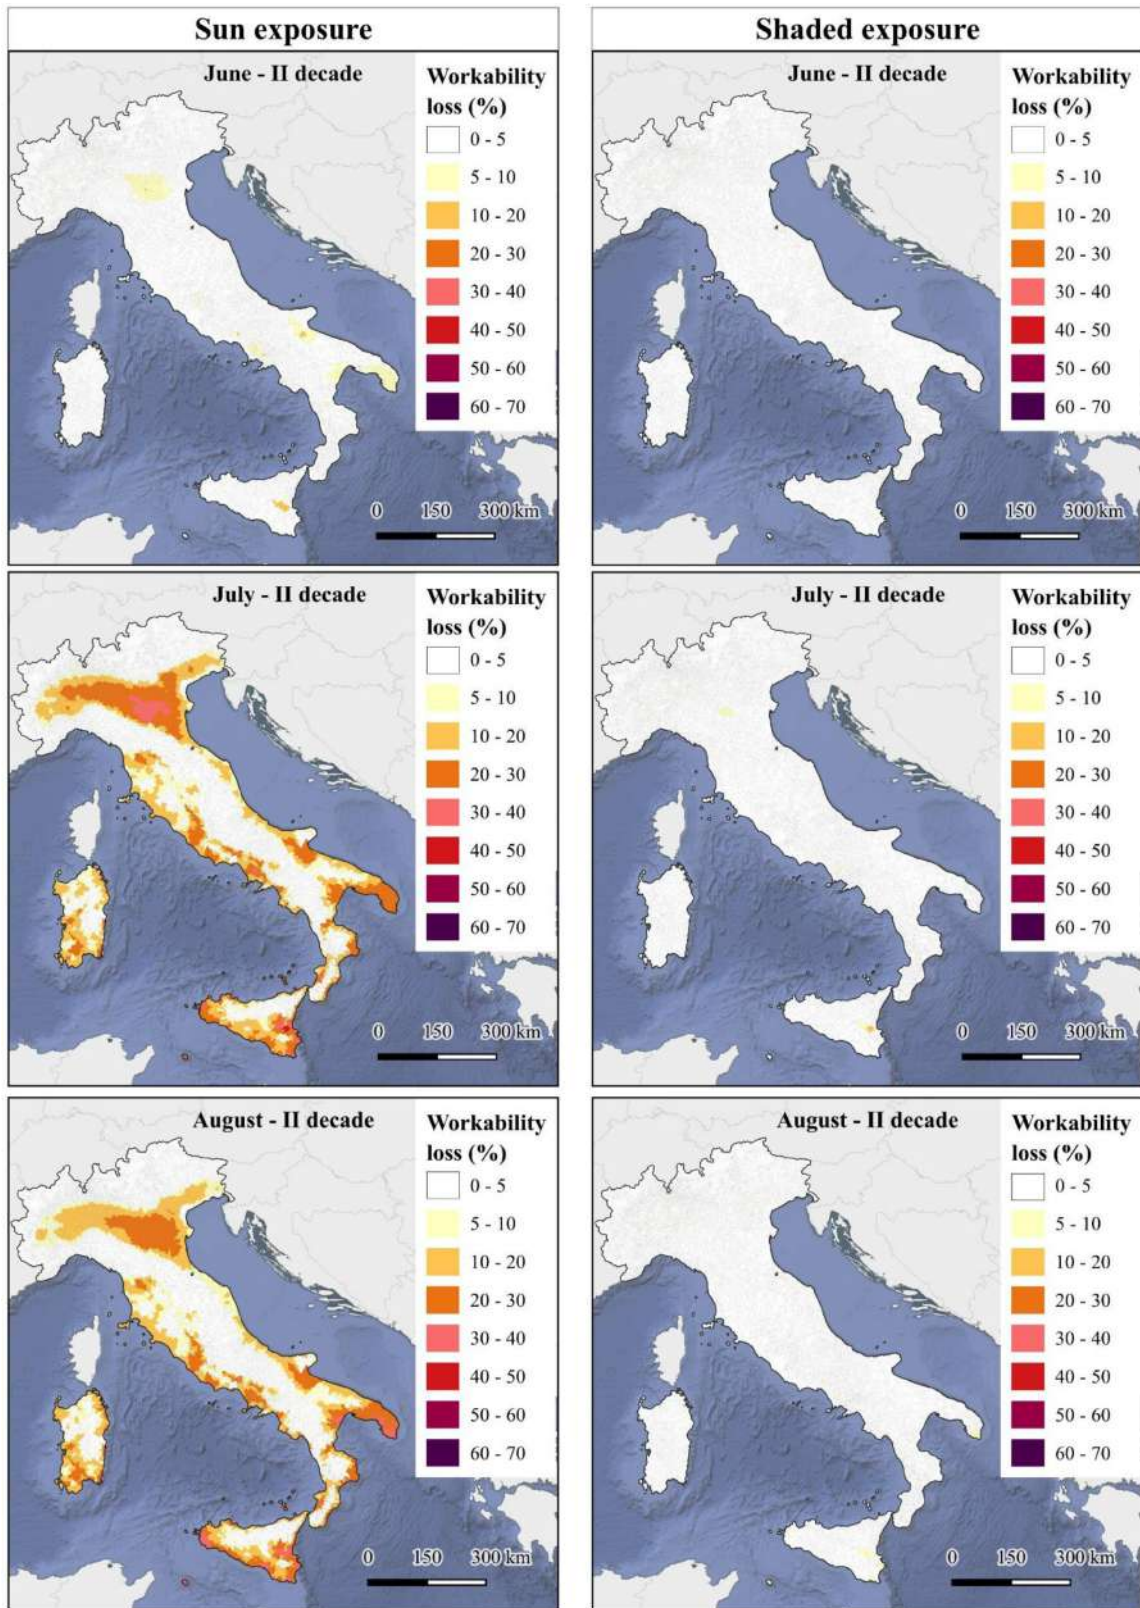 Sun exposure
Shaded exposure
June - II decade
Workability
loss (%)
0 - 5
5 - 10
10 - 20
20 - 30
30 - 40
40 - 50
50 - 60
60 - 70
0 150 300 km
June - II decade
Workability
loss (%)
0 - 5
5 - 10
10 - 20
20 - 30
30 - 40
40 - 50
50 - 60
60 - 70
0 150 300 km
July - II decade
Workability
loss (%)
0 - 5
5 - 10
10 - 20
20 - 30
30 - 40
40 - 50
50 - 60
60 - 70
0 150 300 km
July - II decade
Workability
loss (%)
0 - 5
5 - 10
10 - 20
20 - 30
30 - 40
40 - 50
50 - 60
60 - 70
0 150 300 km
August - II decade
Workability
loss (%)
0 - 5
5 - 10
10 - 20
20 - 30
30 - 40
40 - 50
50 - 60
60 - 70
0 150 300 km
August - II decade
Workability
loss (%)
0 - 5
5 - 10
10 - 20
20 - 30
30 - 40
40 - 50
50 - 60
60 - 70
0 150 300 km